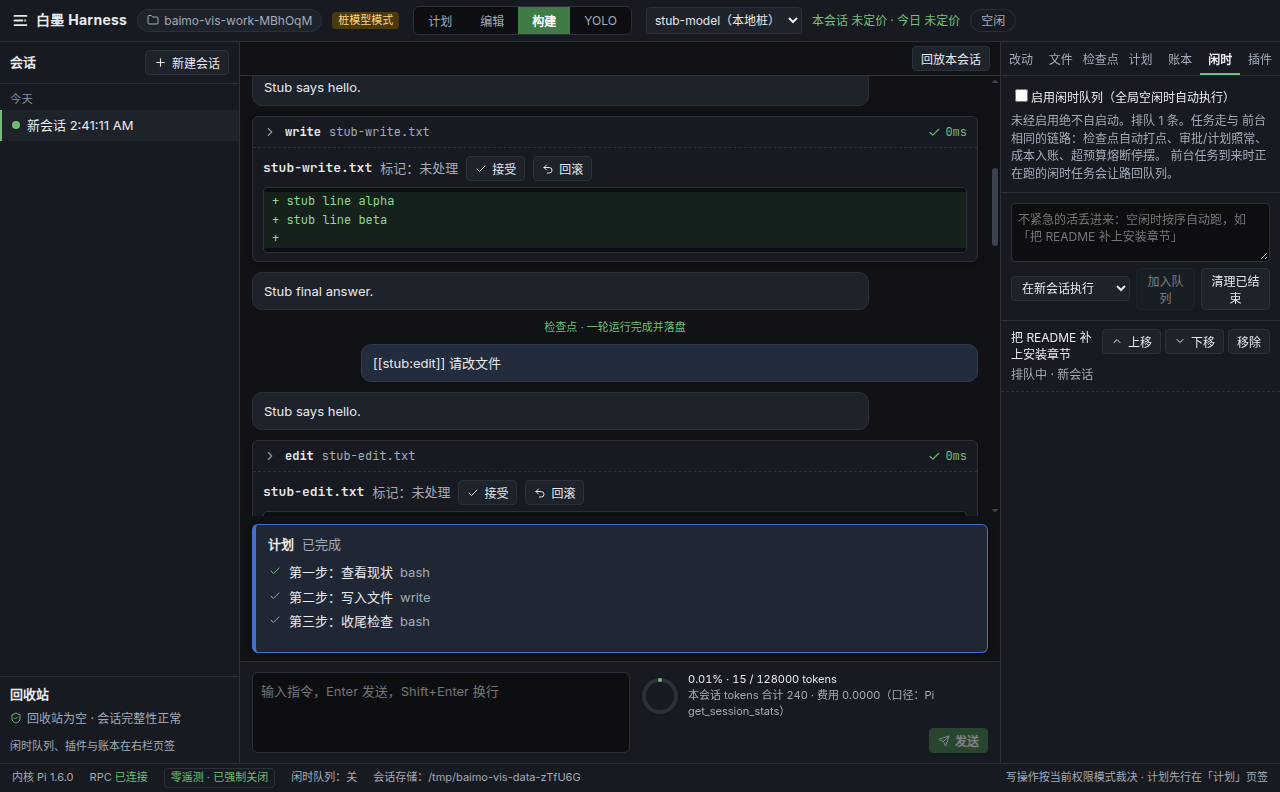 白墨 Harness
baimo-vis-work-MBhOqM
桩模型模式
计划 编辑 构建 YOLO
stub-model（本地桩）
本会话 未定价 · 今日 未定价
空闲
会话
新建会话
今天
新会话 2:41:11 AM
回收站
回收站为空 · 会话完整性正常
闲时队列、插件与账本在右栏页签
回放本会话
Stub says hello.
write stub-write.txt 0ms
stub-write.txt 标记：未处理 接受 回滚
+ stub line alpha
+ stub line beta
+
Stub final answer.
检查点 · 一轮运行完成并落盘
[[stub:edit]] 请改文件
Stub says hello.
edit stub-edit.txt 0ms
stub-edit.txt 标记：未处理 接受 回滚
计划 已完成
第一步：查看现状 bash
第二步：写入文件 write
第三步：收尾检查 bash
输入指令，Enter 发送，Shift+Enter 换行
0.01% · 15 / 128000 tokens
本会话 tokens 合计 240 · 费用 0.0000（口径：Pi
get_session_stats）
发送
改动 文件 检查点 计划 账本 闲时 插件
启用闲时队列（全局空闲时自动执行）
未经启用绝不自启动。排队 1 条。任务走与 前台
相同的链路：检查点自动打点、审批/计划照常、
成本入账、超预算熔断停摆。 前台任务到来时正
在跑的闲时任务会让路回队列。
不紧急的活丢进来：空闲时按序自动跑，如
「把 README 补上安装章节」
在新会话执行
加入队
列
清理已结
束
把 README 补
上安装章节
上移 下移 移除
排队中 · 新会话
内核 Pi 1.6.0 RPC 已连接 零遥测 · 已强制关闭 闲时队列：关 会话存储：/tmp/baimo-vis-data-zTfU6G
写操作按当前权限模式裁决 · 计划先行在「计划」页签